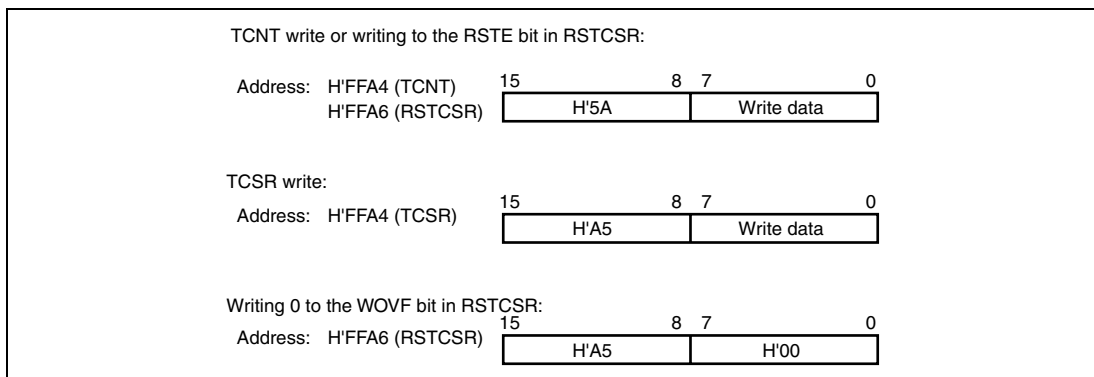 TCNT write or writing to the RSTE bit in RSTCSR:
15 8 7 0
Address: H'FFA4 (TCNT)
H'FFA6 (RSTCSR) H'5A Write data
TCSR write:
15 8 7 0
Address: H'FFA4 (TCSR) H'A5 Write data
Writing 0 to the WOVF bit in RSTCSR:
15 8 7 0
Address: H'FFA6 (RSTCSR) H'A5 H'00